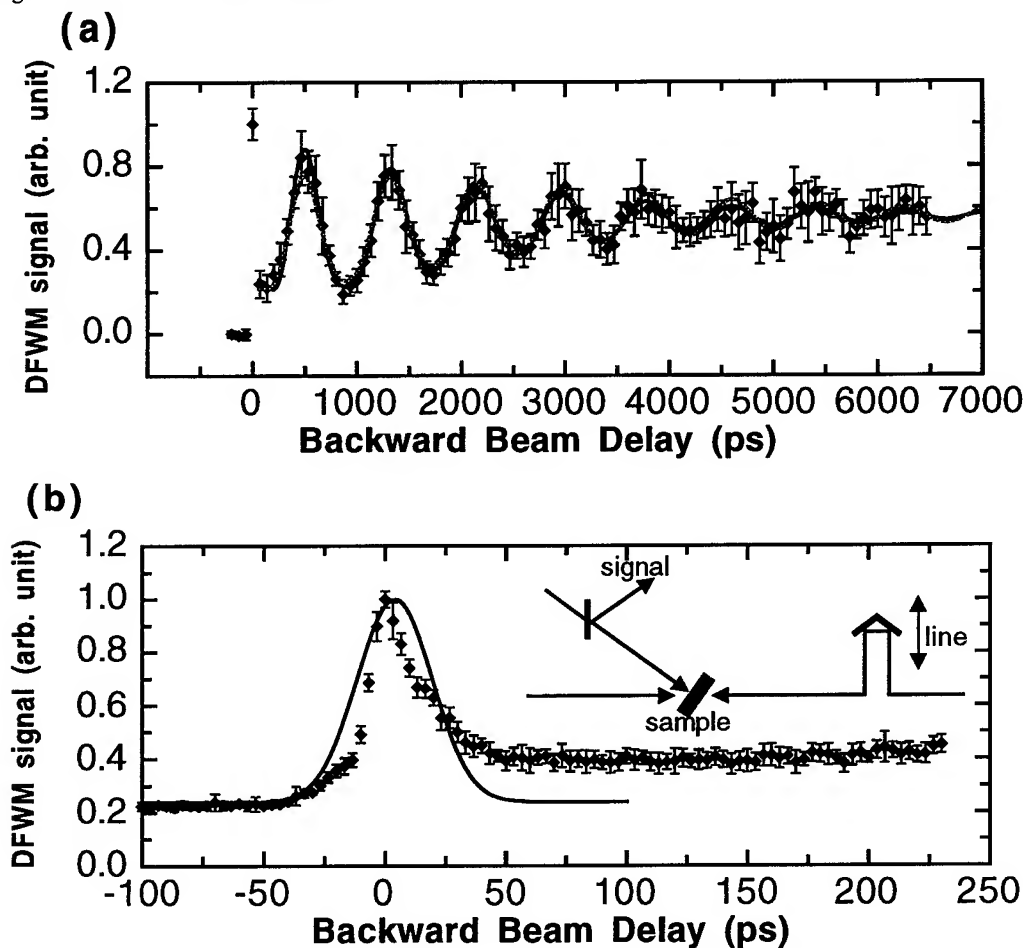 (a)
DFWM signal (arb. unit)
1.2
0.8
0.4
0.0
0 1000 2000 3000 4000 5000 6000 7000
Backward Beam Delay (ps)
(b)
DFWM signal (arb. unit)
1.2
1.0
0.8
0.6
0.4
0.2
0.0
signal
line
sample
-100 -50 0 50 100 150 200 250
Backward Beam Delay (ps)